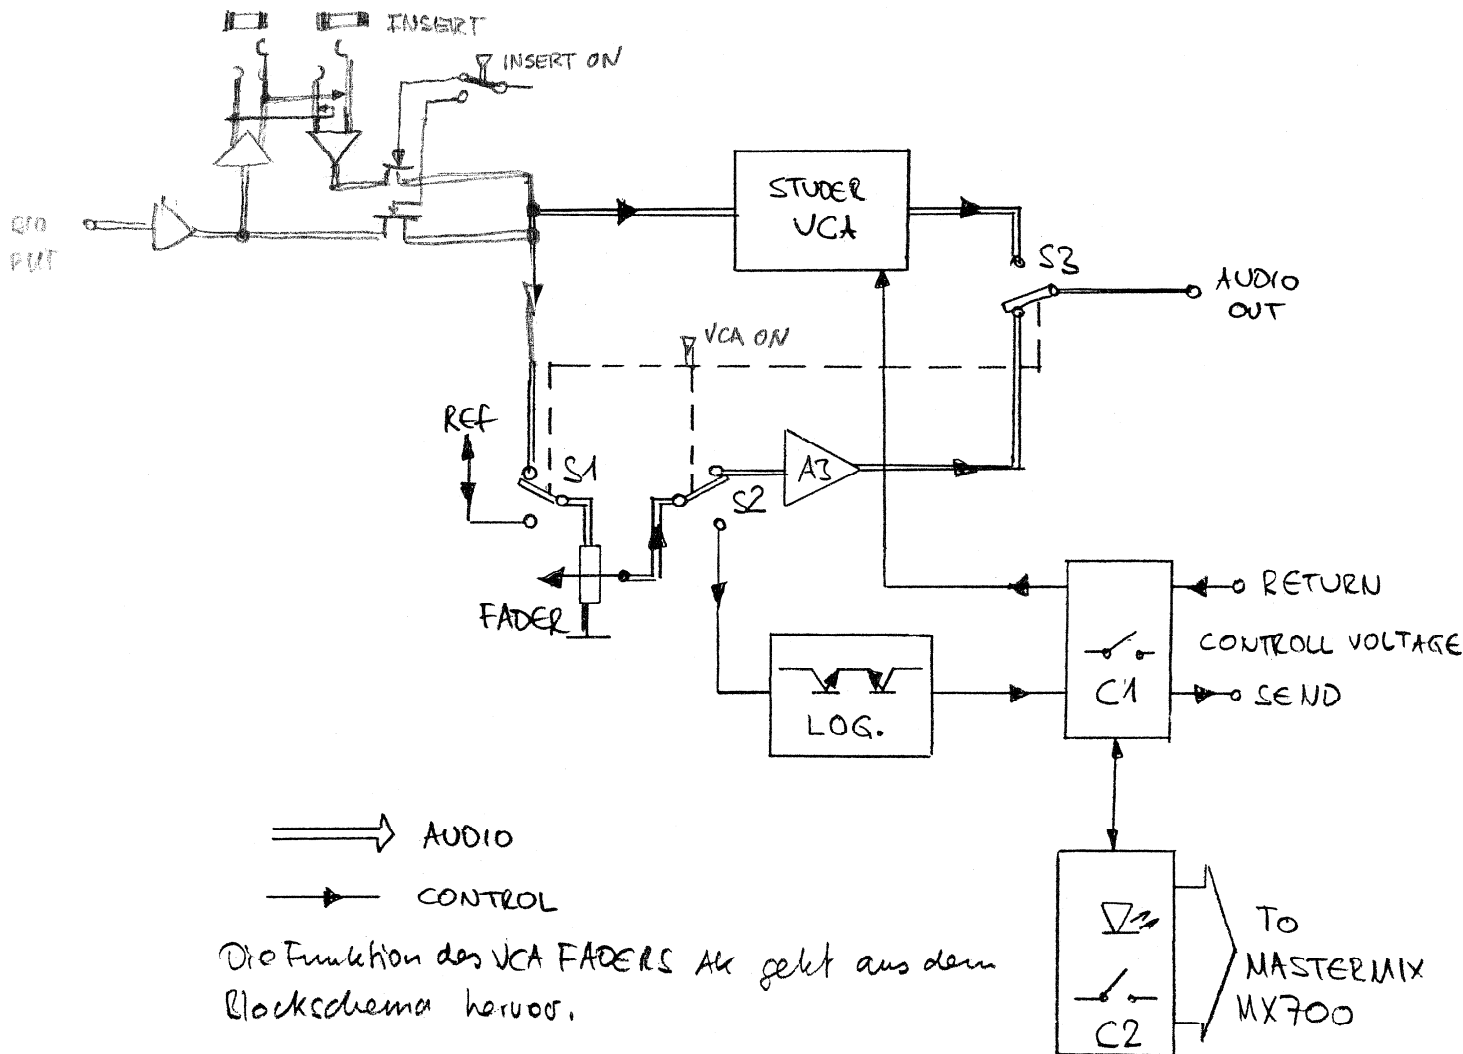 INSERT
INSERT ON
STUDER
VCA
S3
AUDIO
OUT
VCA ON
REF
S1
S2
A3
FADER
RETURN
CONTROLL VOLTAGE
SEND
C1
LOG.
AUDIO
CONTROL
Die Funktion des VCA FADERS geht aus dem
Blockschema hervor.
TO
MASTERMIX
MX700
C2